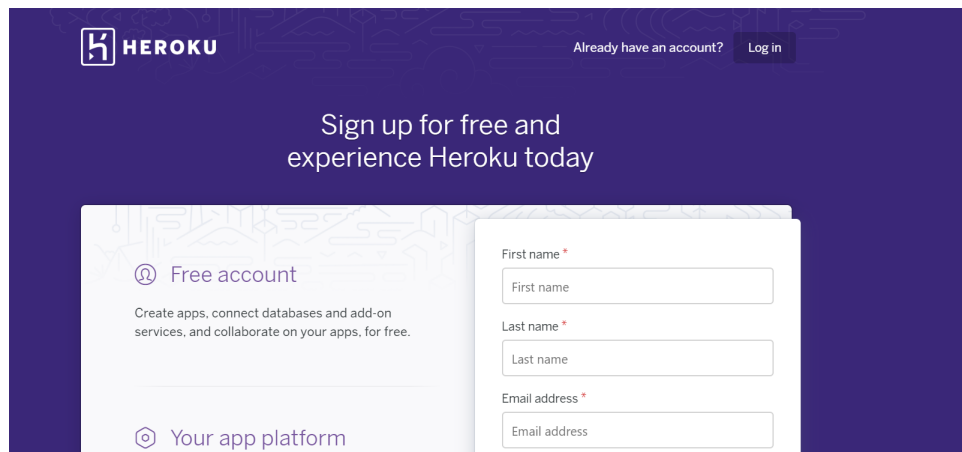 HEROKU
Already have an account? Log in
Sign up for free and
experience Heroku today
Free account
Create apps, connect databases and add-on
services, and collaborate on your apps, for free.
Your app platform
First name *
First name
Last name *
Last name
Email address *
Email address